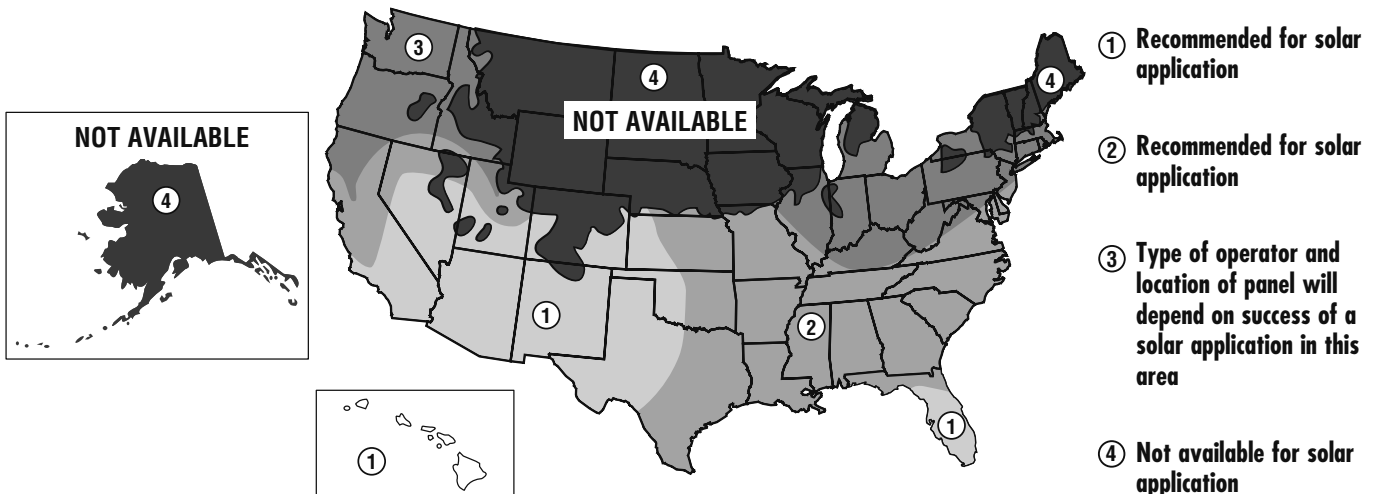 NOT AVAILABLE
4
3
4
NOT AVAILABLE
4
1
2
1
1
1 Recommended for solar
application
2 Recommended for solar
application
3 Type of operator and
location of panel will
depend on success of a
solar application in this
area
4 Not available for solar
application